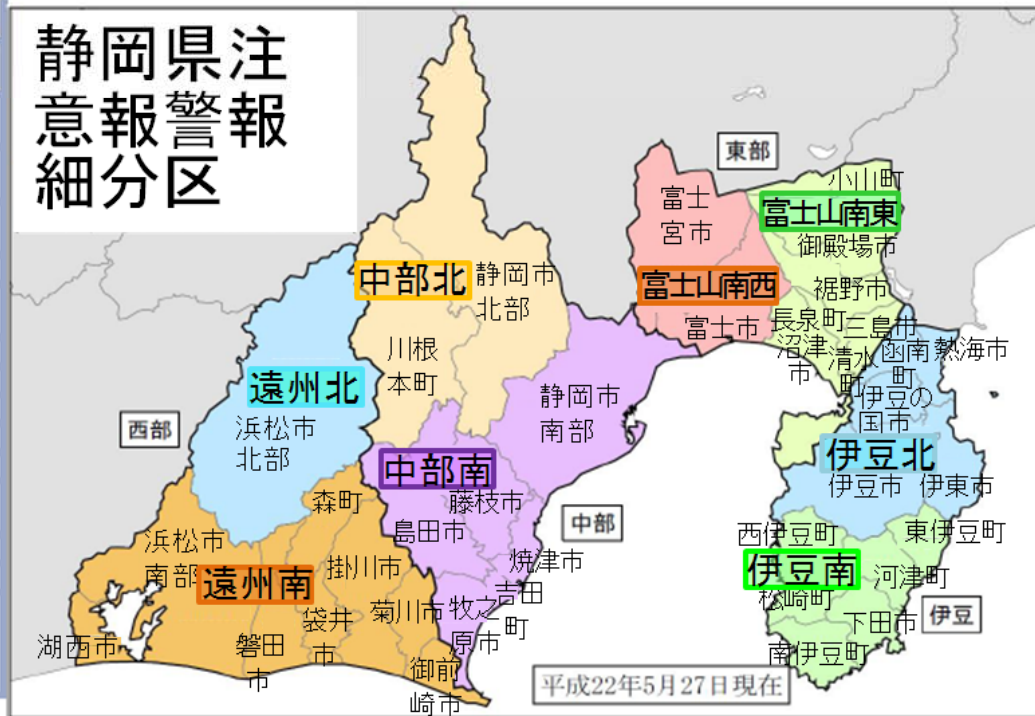 静岡県注
意報警報
細分区
東部
小山町
富士
宮市
富士山南東
御殿場市
中部北
静岡市
北部
富士山南西
裾野市
富士市
長泉町
三島市
沼津
市
清水
町
函南
町
熱海市
川根
本町
遠州北
浜松市
北部
西部
静岡市
南部
伊豆の
国市
伊豆北
伊豆市
伊東市
中部南
森町
藤枝市
島田市
中部
浜松市
南部
遠州南
掛川市
焼津市
吉田
町
西伊豆町
東伊豆町
伊豆南
河津町
松崎町
伊豆
下田市
南伊豆町
湖西市
磐田
市
袋井
市
菊川市
牧之
原市
御前
崎市
平成22年5月27日現在